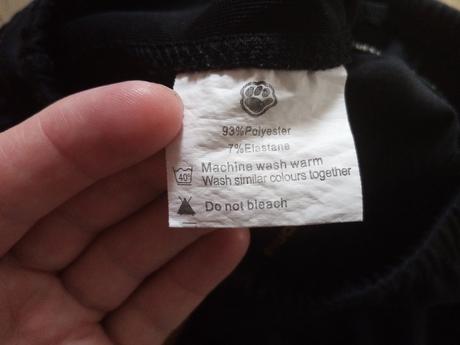 93%Polyester
7%Elastane
40°
Machine wash warm
Wash similar colours together
Do not bleach